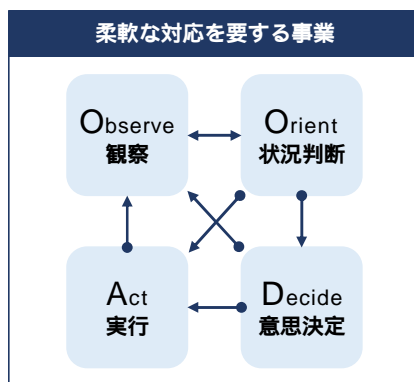 柔軟な対応を要する事業
Observe
観察
Orient
状況判断
Act
実行
Decide
意思決定